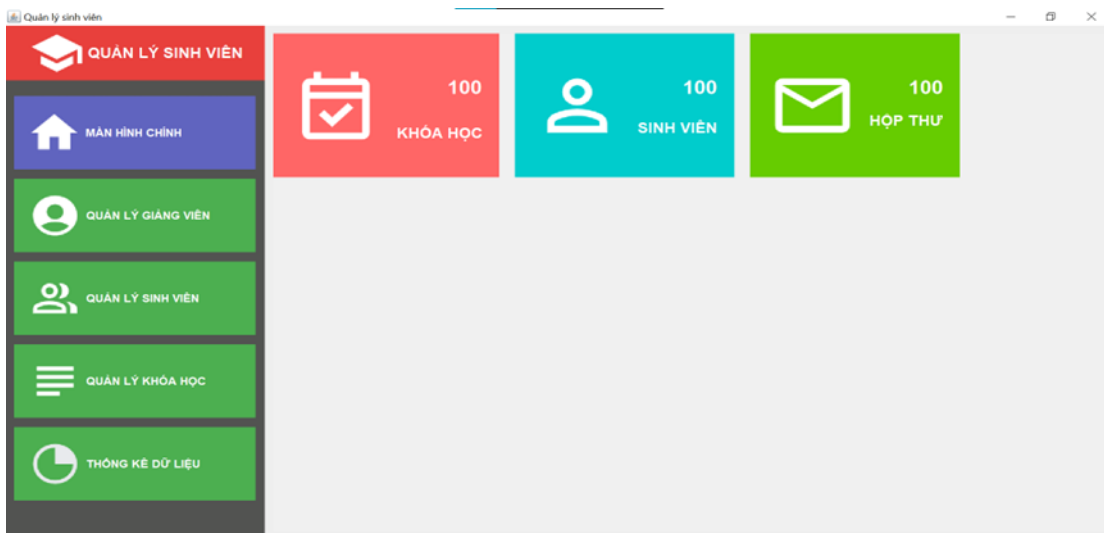 Quản lý sinh viên
QUẢN LÝ SINH VIÊN
MÀN HÌNH CHÍNH
QUẢN LÝ GIẢNG VIÊN
QUẢN LÝ SINH VIÊN
QUẢN LÝ KHÓA HỌC
THỐNG KÊ DỮ LIỆU
100
KHÓA HỌC
100
SINH VIÊN
100
HỘP THƯ